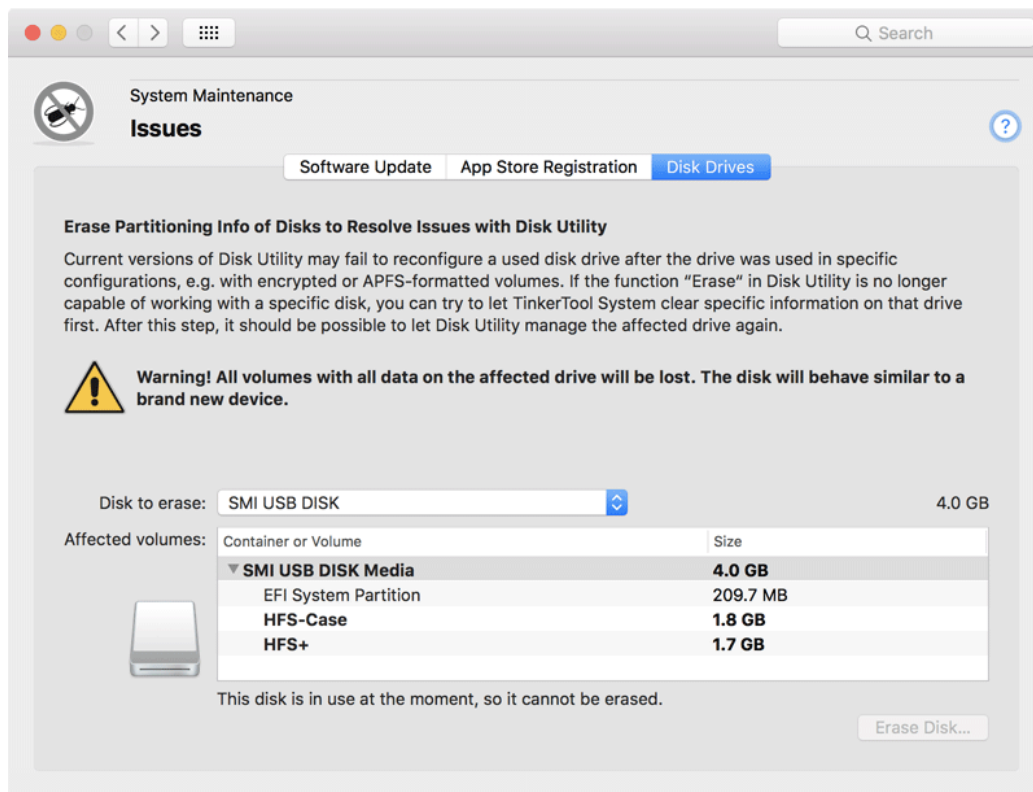 Search
System Maintenance
Issues
?
Software Update App Store Registration Disk Drives
Erase Partitioning Info of Disks to Resolve Issues with Disk Utility
Current versions of Disk Utility may fail to reconfigure a used disk drive after the drive was used in specific
configurations, e.g. with encrypted or APFS-formatted volumes. If the function “Erase“ in Disk Utility is no longer
capable of working with a specific disk, you can try to let TinkerTool System clear specific information on that drive
first. After this step, it should be possible to let Disk Utility manage the affected drive again.
Warning! All volumes with all data on the affected drive will be lost. The disk will behave similar to a
brand new device.
Disk to erase: SMI USB DISK 4.0 GB
Affected volumes: Container or Volume Size
SMI USB DISK Media 4.0 GB
EFI System Partition 209.7 MB
HFS-Case 1.8 GB
HFS+ 1.7 GB
This disk is in use at the moment, so it cannot be erased.
Erase Disk...